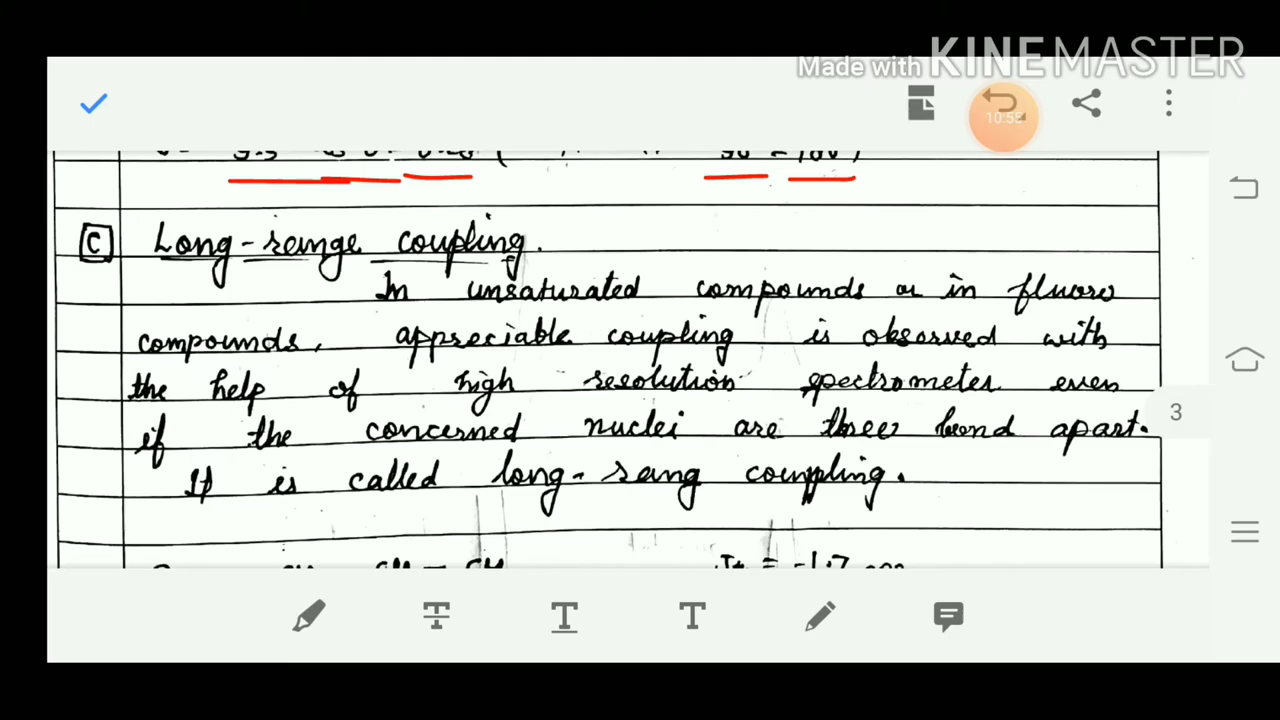 Made with KINEMASTER
10:55
C Long-range coupling.
In unsaturated compounds or in fluoro
compounds, appreciable coupling is observed with
the help of high resolution spectrometer even
if the concerned nuclei are three bond apart.
It is called long-rang coupling.
3